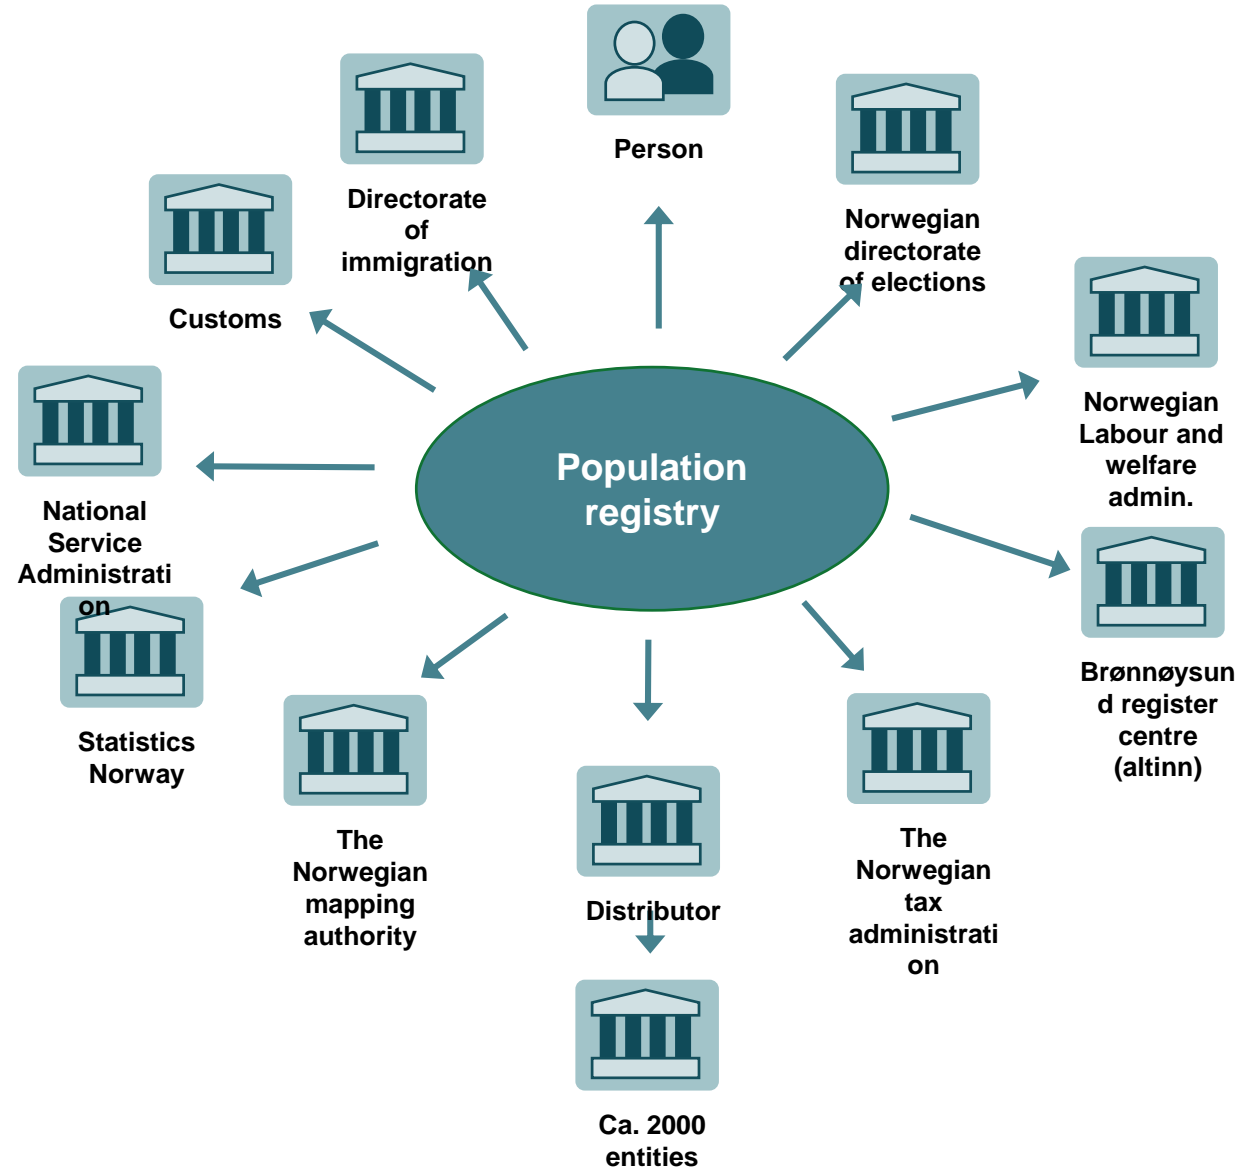 Person
Directorate
of
immigration
Norwegian
directorate
of elections
Customs
Norwegian
Labour and
welfare
admin.
Population
registry
National
Service
Administrati
on
Brønnøysun
d register
centre
(altinn)
Statistics
Norway
The
Norwegian
mapping
authority
Distributor
The
Norwegian
tax
administrati
on
Ca. 2000
entities